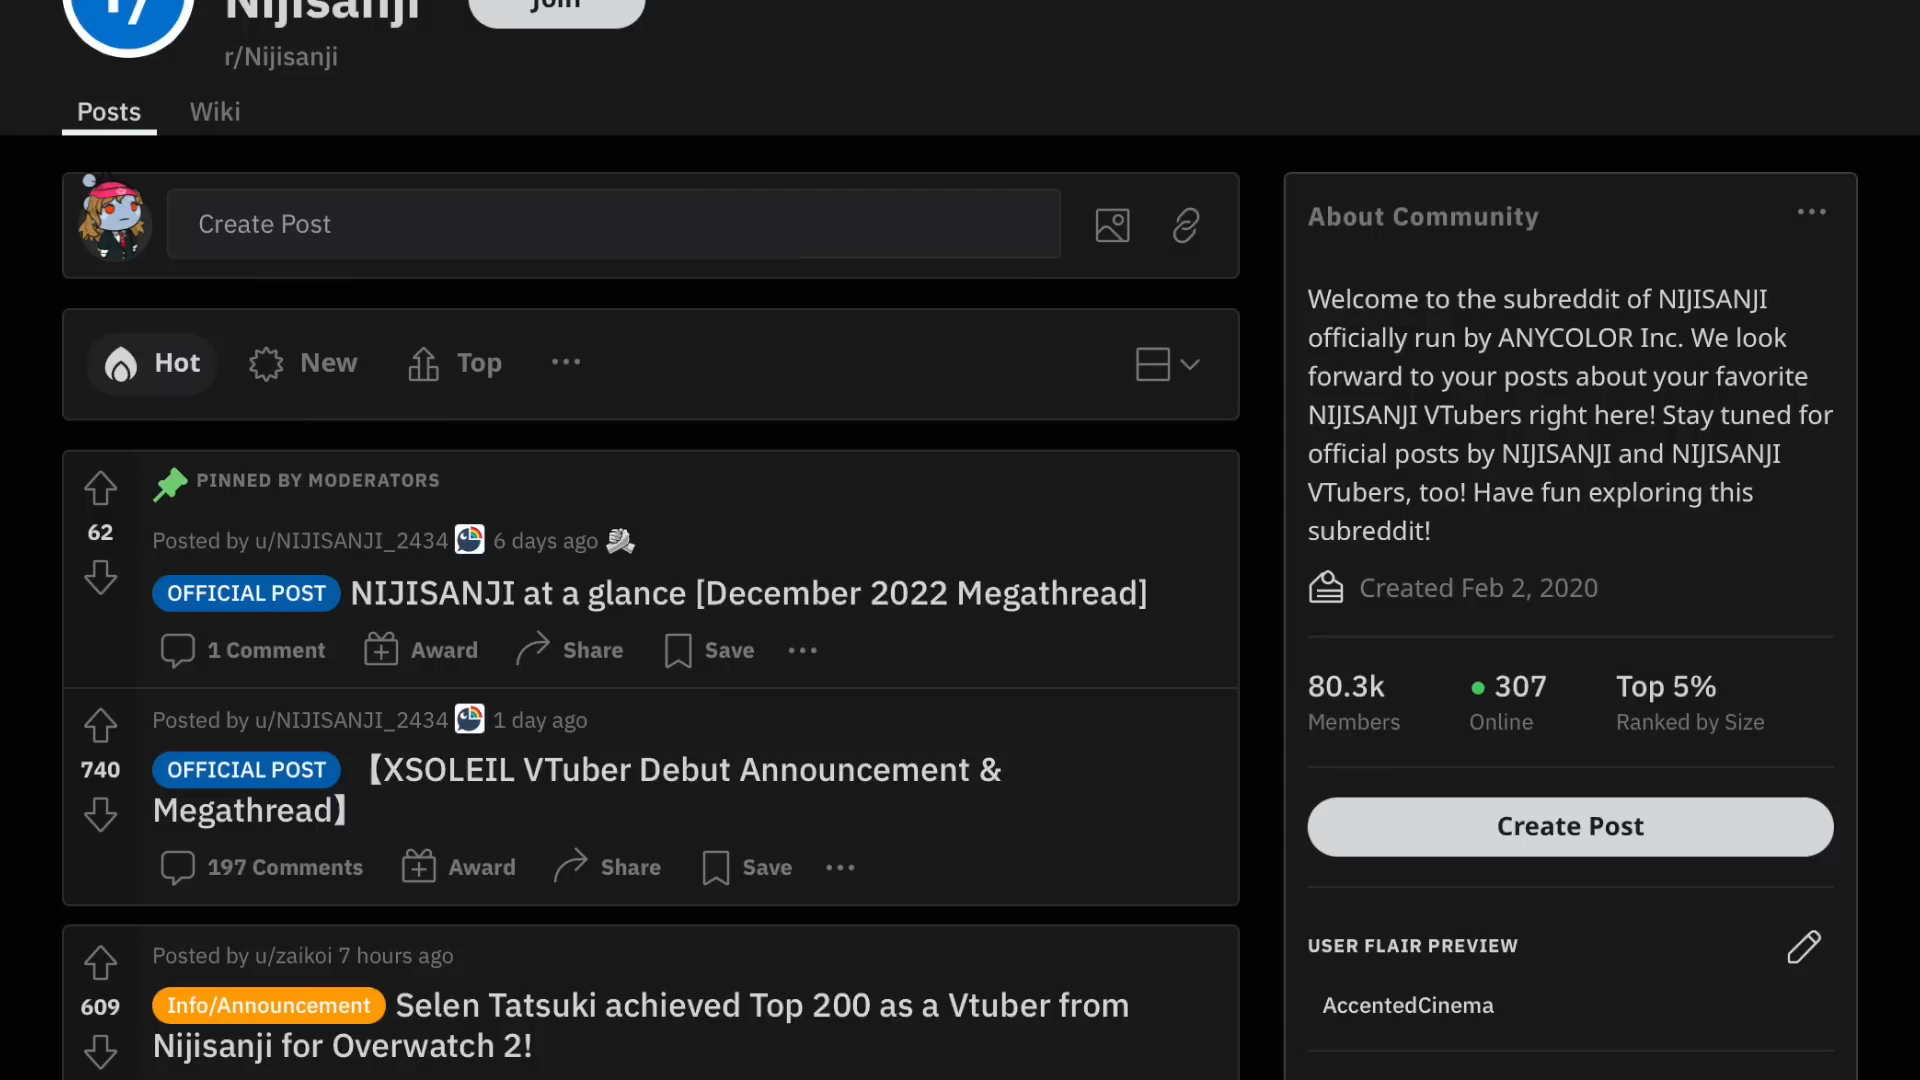 Nijisanji
Join
r/Nijisanji
Posts
Wiki
Create Post
Hot
New
Top
PINNED BY MODERATORS
62
Posted by u/NIJISANJI_2434 6 days ago
OFFICIAL POST NIJISANJI at a glance [December 2022 Megathread]
1 Comment
Award
Share
Save
Posted by u/NIJISANJI_2434 1 day ago
740
OFFICIAL POST 【XSOLEIL VTuber Debut Announcement &
Megathread】
197 Comments
Award
Share
Save
Posted by u/zaikoi 7 hours ago
609
Info/Announcement Selen Tatsuki achieved Top 200 as a Vtuber from
Nijisanji for Overwatch 2!
About Community
Welcome to the subreddit of NIJISANJI
officially run by ANYCOLOR Inc. We look
forward to your posts about your favorite
NIJISANJI VTubers right here! Stay tuned for
official posts by NIJISANJI and NIJISANJI
VTubers, too! Have fun exploring this
subreddit!
Created Feb 2, 2020
80.3k
307
Top 5%
Members
Online
Ranked by Size
Create Post
USER FLAIR PREVIEW
AccentedCinema